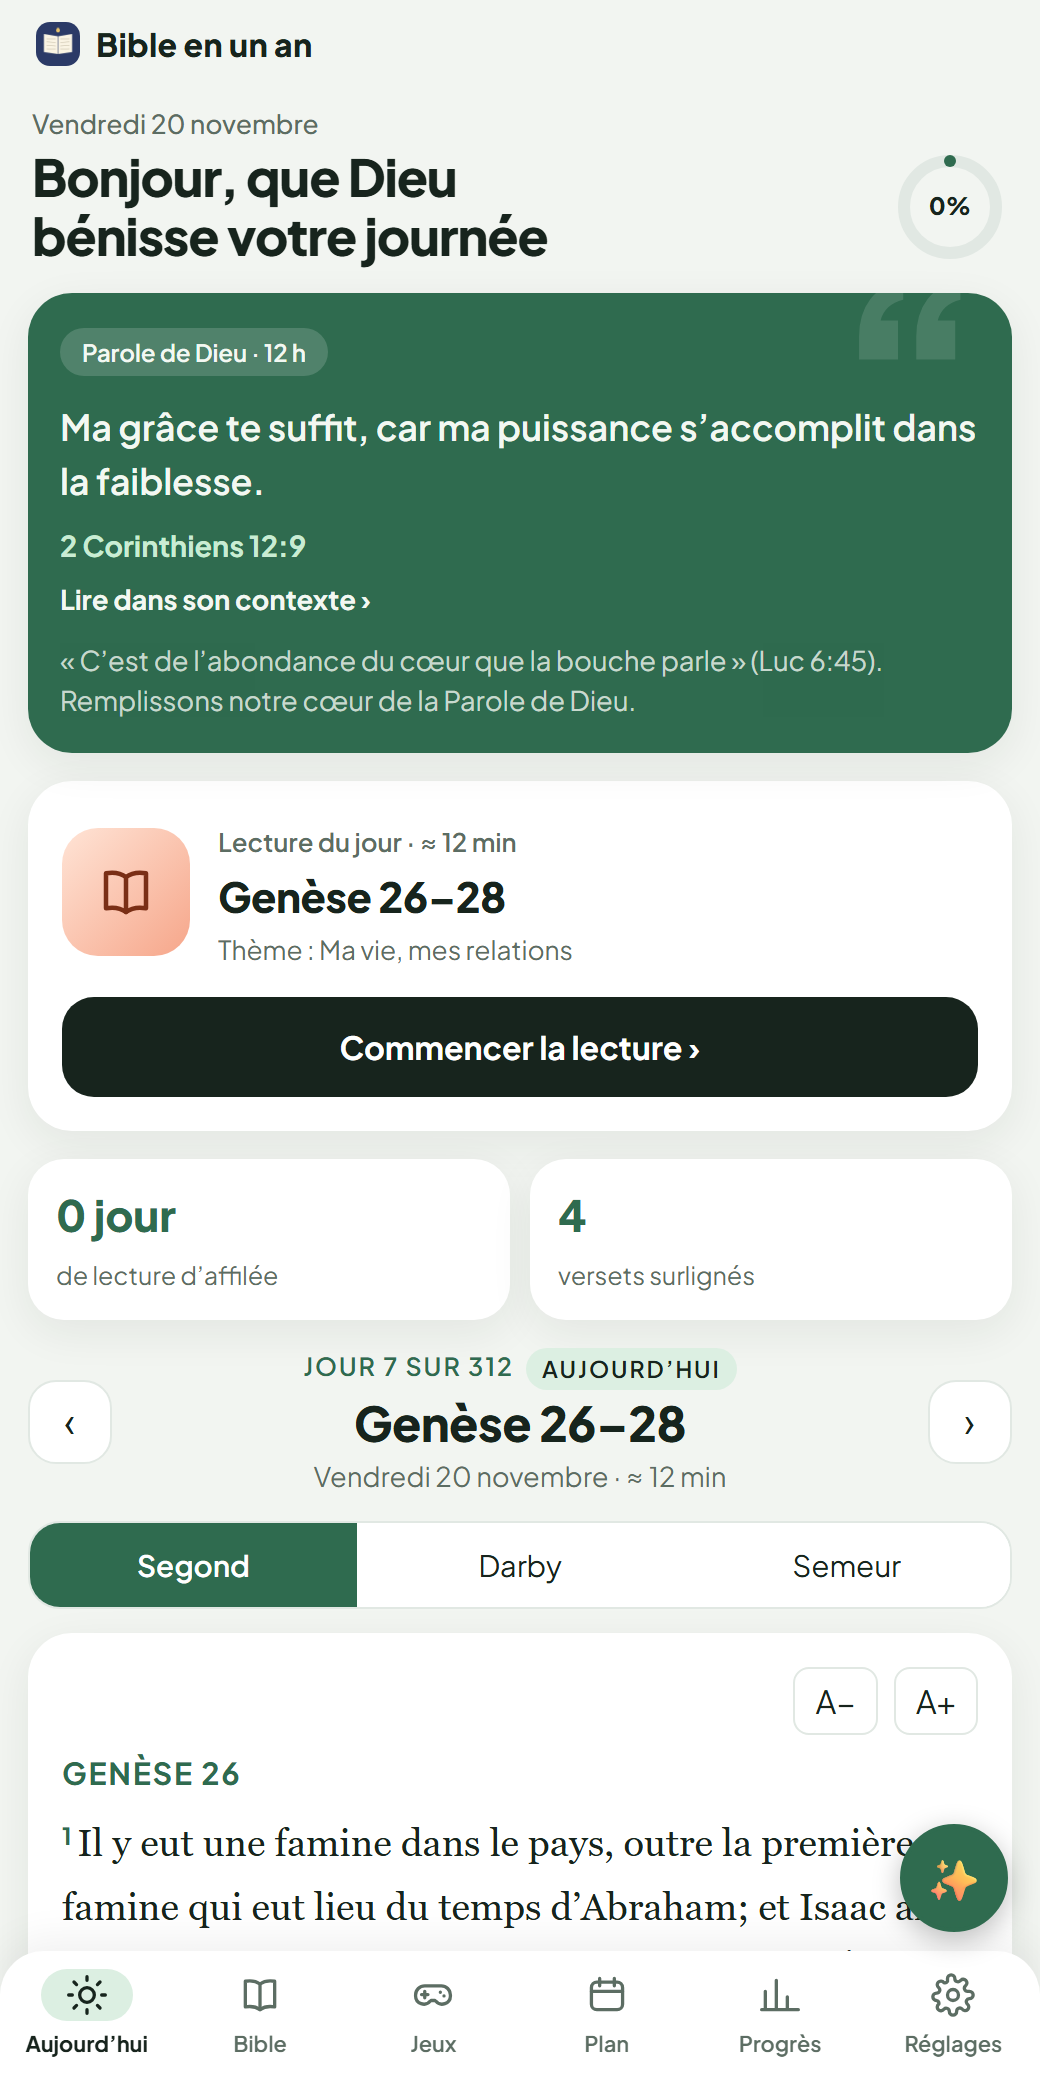 Bible en un an
Vendredi 20 novembre
Bonjour, que Dieu
bénisse votre journée
0%
Parole de Dieu · 12 h
Ma grâce te suffit, car ma puissance s’accomplit dans
la faiblesse.
2 Corinthiens 12:9
Lire dans son contexte ›
« C’est de l’abondance du cœur que la bouche parle » (Luc 6:45).
Remplissons notre cœur de la Parole de Dieu.
Lecture du jour · ≈ 12 min
Genèse 26–28
Thème : Ma vie, mes relations
Commencer la lecture ›
0 jour
de lecture d’affilée
4
versets surlignés
JOUR 7 SUR 312 AUJOURD’HUI
‹ Genèse 26–28 ›
Vendredi 20 novembre · ≈ 12 min
Segond Darby Semeur
A− A+
GENÈSE 26
1 Il y eut une famine dans le pays, outre la première
famine qui eut lieu du temps d’Abraham; et Isaac
Aujourd’hui Bible Jeux Plan Progrès Réglages